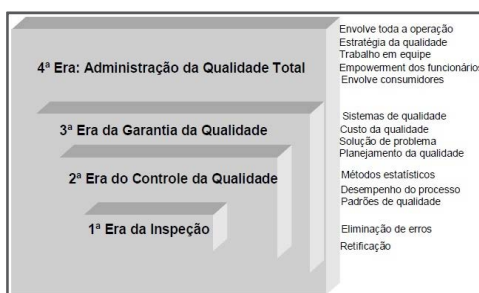 4ª Era: Administração da Qualidade Total
Envolve toda a operação
Estratégia da qualidade
Trabalho em equipe
Empowerment dos funcionários
Envolve consumidores
3ª Era da Garantia da Qualidade
Sistemas de qualidade
Custo da qualidade
Solução de problema
Planejamento da qualidade
2ª Era do Controle da Qualidade
Métodos estatísticos
Desempenho do processo
Padrões de qualidade
1ª Era da Inspeção
Eliminação de erros
Retificação